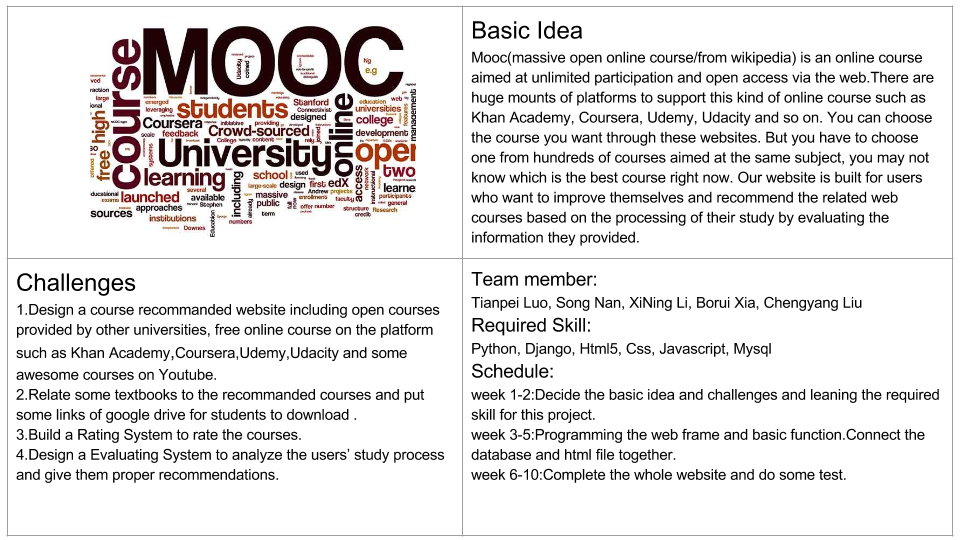 MOOC
course
students
Stanford
education
web
universities
Coursera
designed
college
feedback
Crowd-sourced
development
free
high
University
online
open
learning
school
used
two
including
large-scale
design
first
edX
access
learne
launched
several
available
massive
Andrew
projects
participants
sources
approaches
Stephen
public
enrollments
faculty
general
institutions
already
term
offer number
structure
credit
Research
Downes
Education
numbers
emerged
leveraging
providing
Connectivist
scale
College
content
systems
management
Udacity
e.g
Ng
large
Basic Idea
Mooc(massive open online course/from wikipedia) is an online course
aimed at unlimited participation and open access via the web.There are
huge mounts of platforms to support this kind of online course such as
Khan Academy, Coursera, Udemy, Udacity and so on. You can choose
the course you want through these websites. But you have to choose
one from hundreds of courses aimed at the same subject, you may not
know which is the best course right now. Our website is built for users
who want to improve themselves and recommend the related web
courses based on the processing of their study by evaluating the
information they provided.
Challenges
1.Design a course recommanded website including open courses
provided by other universities, free online course on the platform
such as Khan Academy,Coursera,Udemy,Udacity and some
awesome courses on Youtube.
2.Relate some textbooks to the recommanded courses and put
some links of google drive for students to download .
3.Build a Rating System to rate the courses.
4.Design a Evaluating System to analyze the users' study process
and give them proper recommendations.
Team member:
Tianpei Luo, Song Nan, XiNing Li, Borui Xia, Chengyang Liu
Required Skill:
Python, Django, Html5, Css, Javascript, Mysql
Schedule:
week 1-2:Decide the basic idea and challenges and leaning the required
skill for this project.
week 3-5:Programming the web frame and basic function.Connect the
database and html file together.
week 6-10:Complete the whole website and do some test.